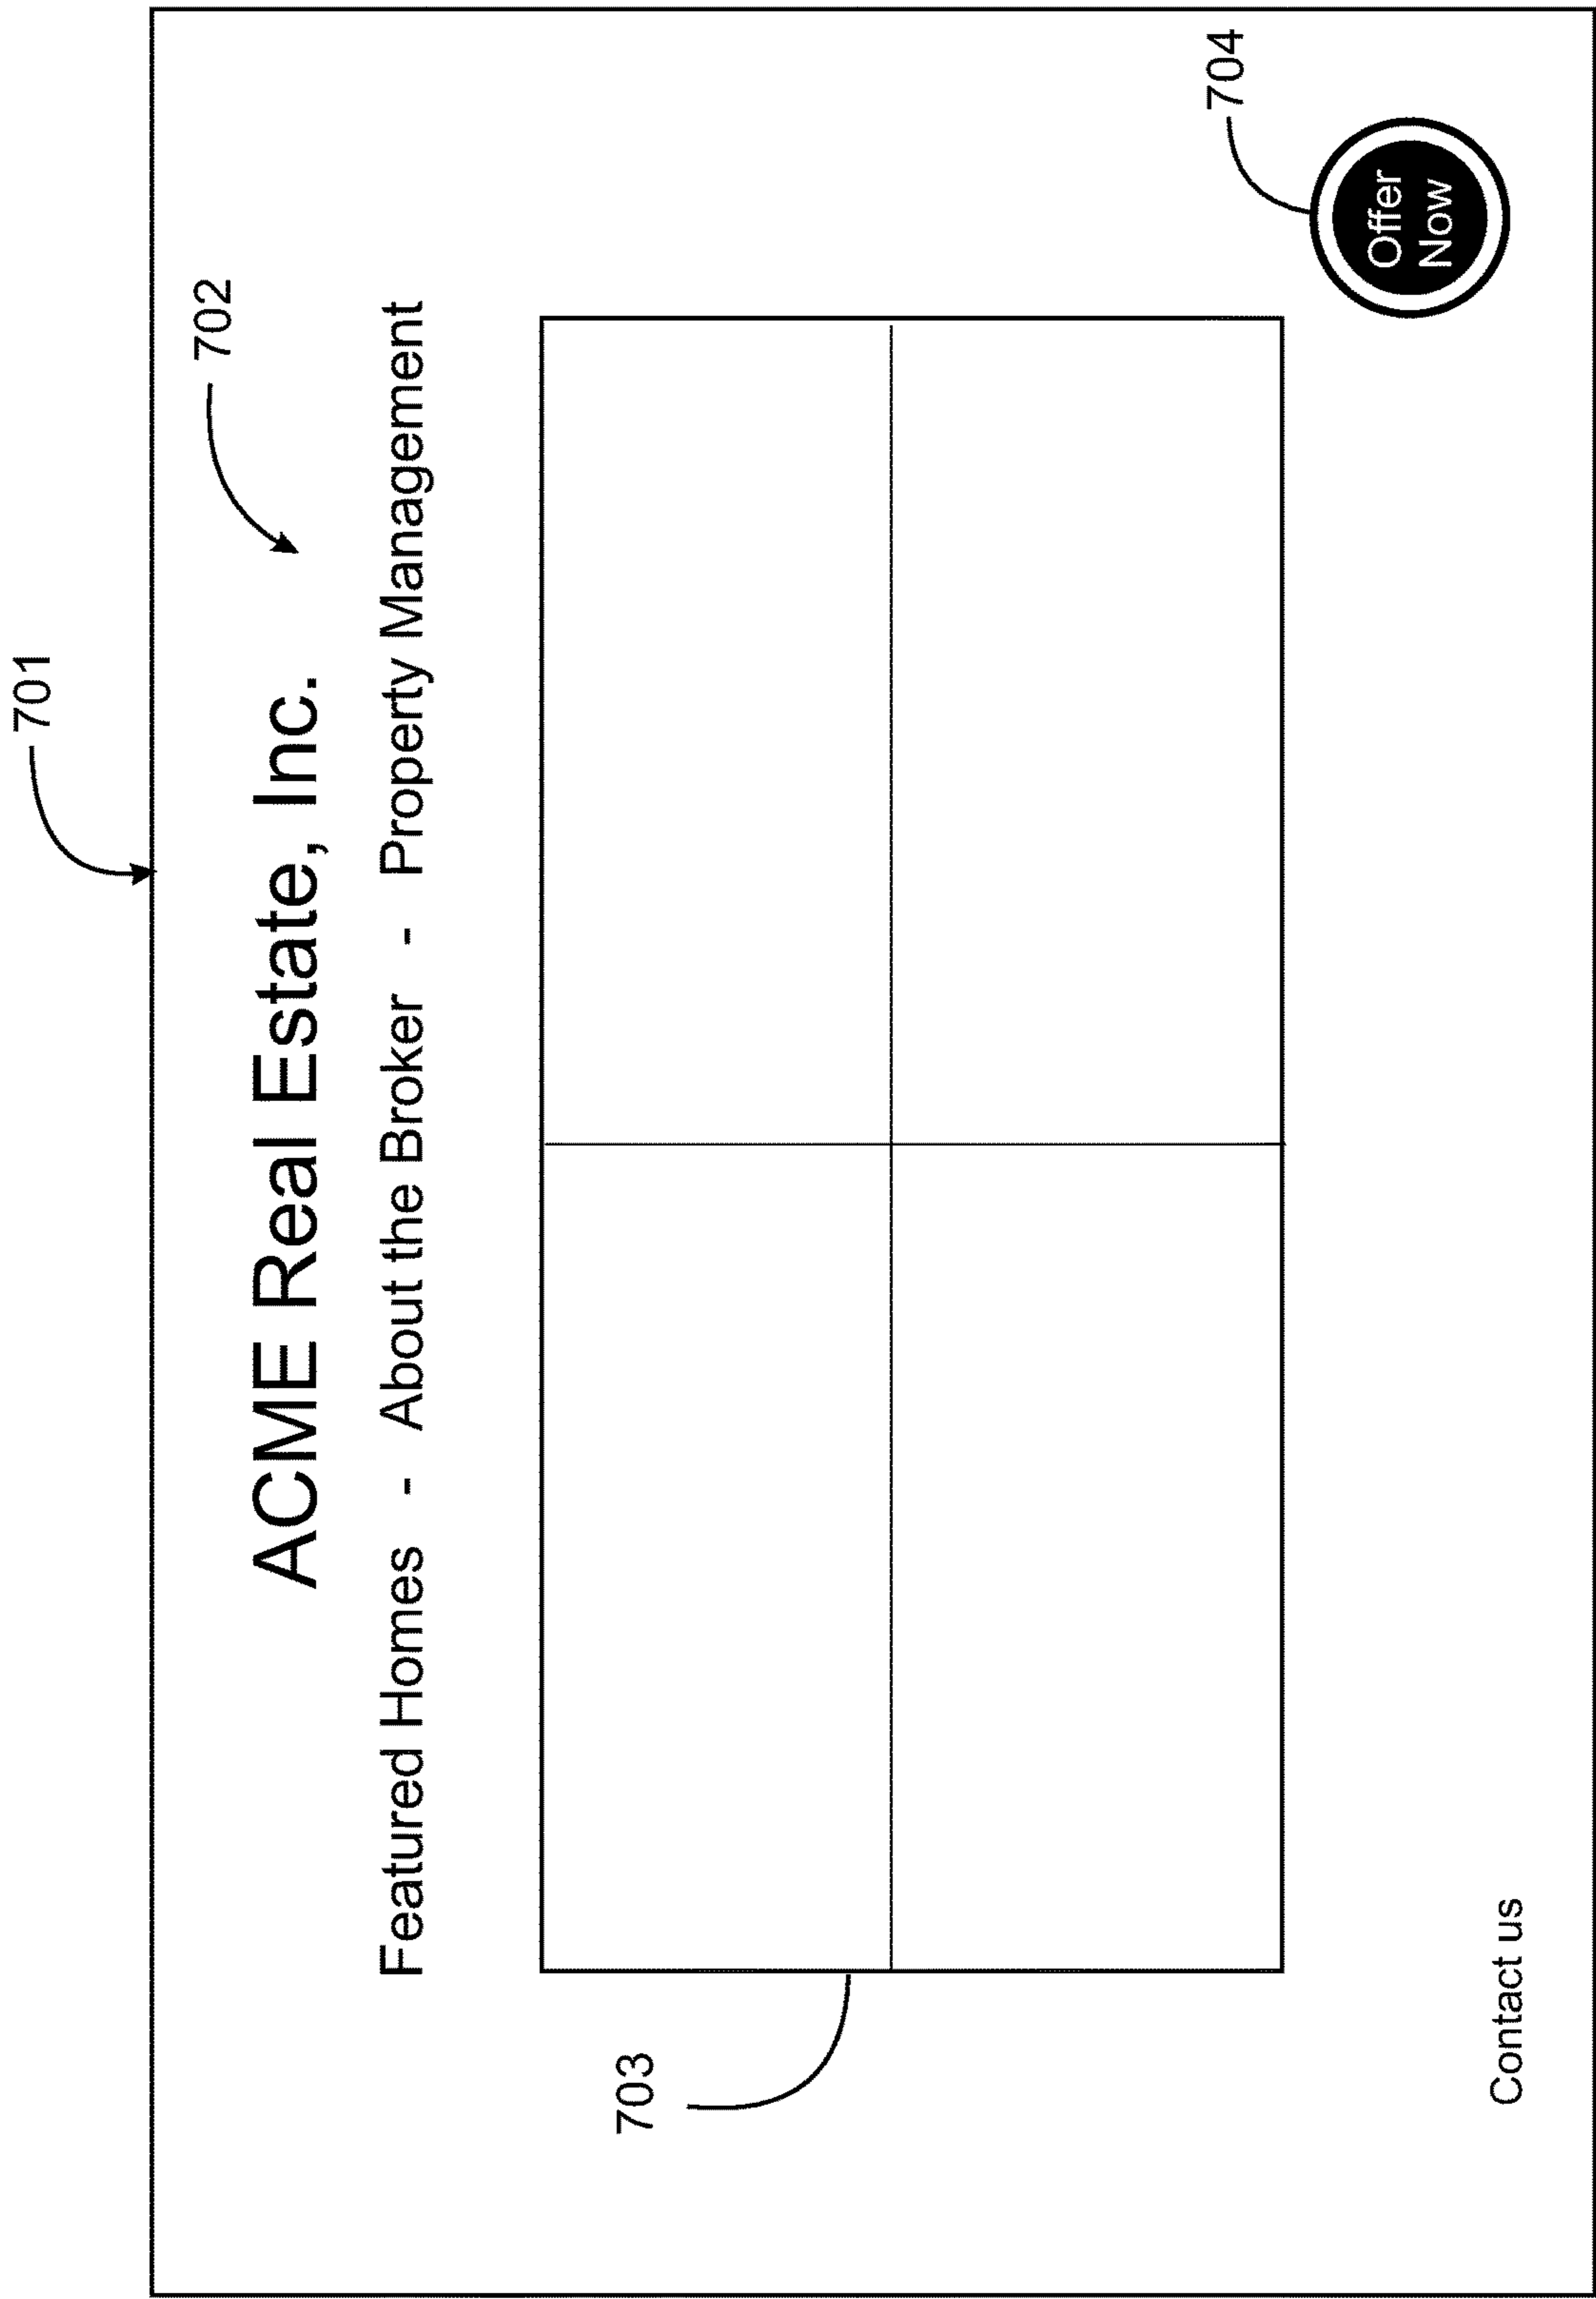 701
702
ACME Real Estate, Inc.
Featured Homes - About the Broker - Property Management
703
704
Offer
Now
Contact us